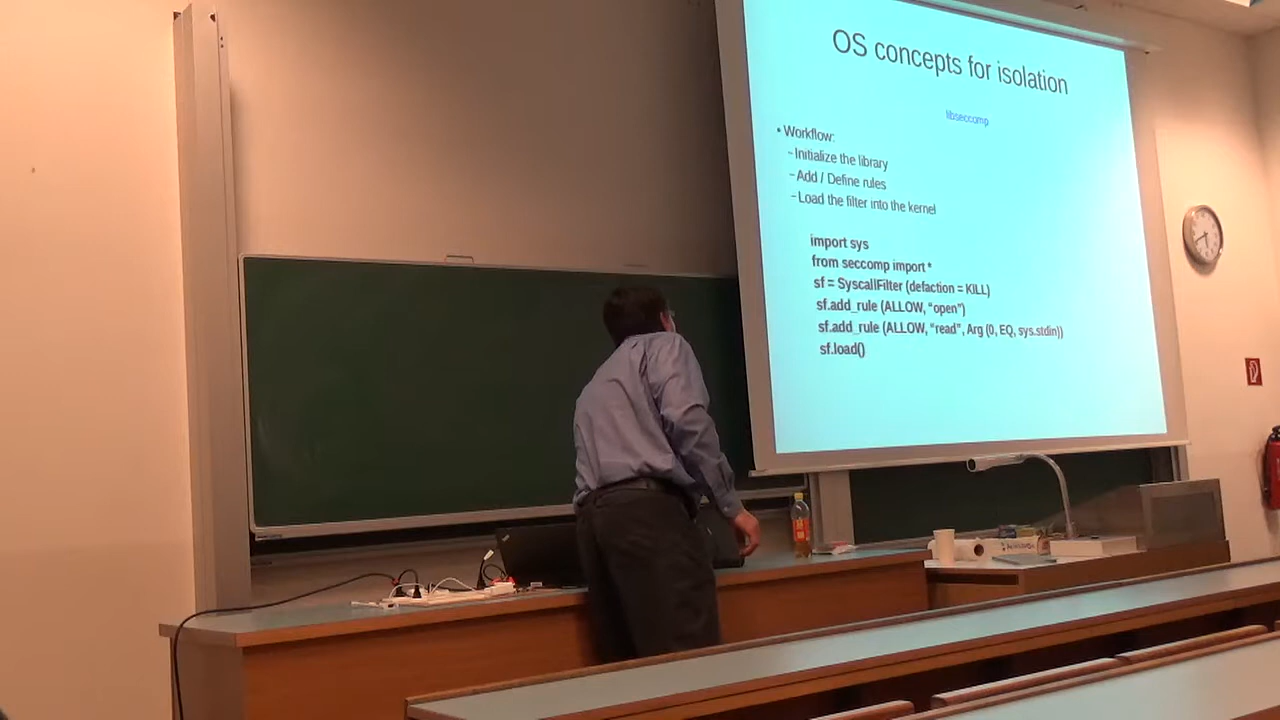 OS concepts for isolation
libseccomp
• Workflow:
– Initialize the library
– Add / Define rules
– Load the filter into the kernel
import sys
from seccomp import *
sf = SyscallFilter (defaction = KILL)
sf.add_rule (ALLOW, “open”)
sf.add_rule (ALLOW, “read”, Arg (0, EQ, sys.stdin))
sf.load()